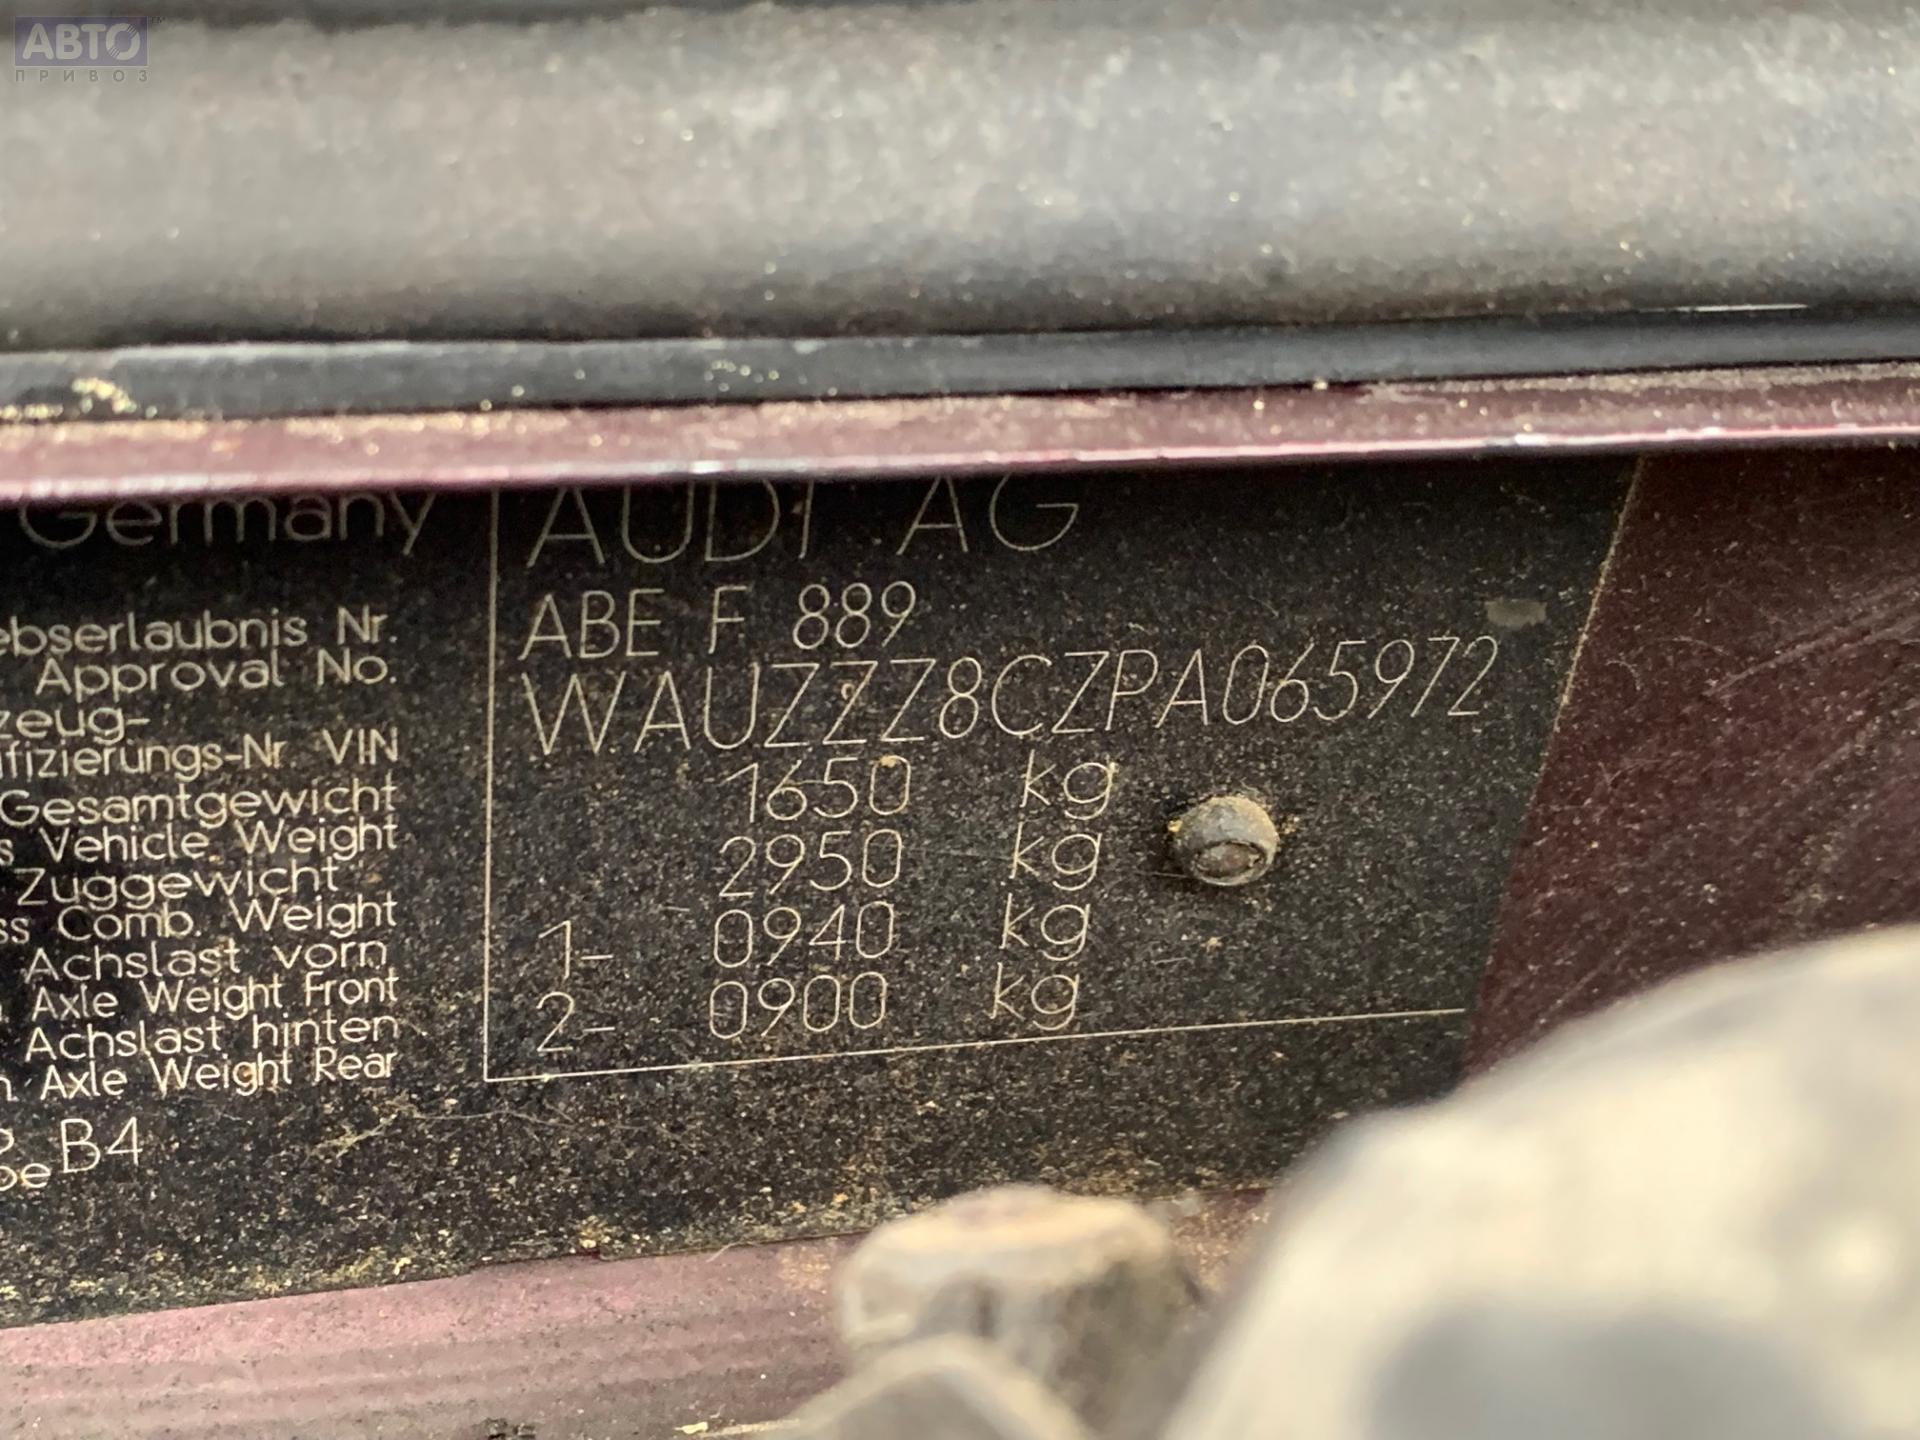 АВТО
ПРИВОЗ
Germany
AUDI AG
ebserlaubnis Nr.
Approval No.
ABE F 889
zeug-
ifizierungs-Nr. VIN
WAUZZZ8CZPA065972
Gesamtgewicht
s Vehicle Weight
1650 kg
Zuggewicht
ss Comb. Weight
2950 kg
Achslast vorn
Axle Weight Front
1- 0940 kg
Achslast hinten
Axle Weight Rear
2- 0900 kg
B4